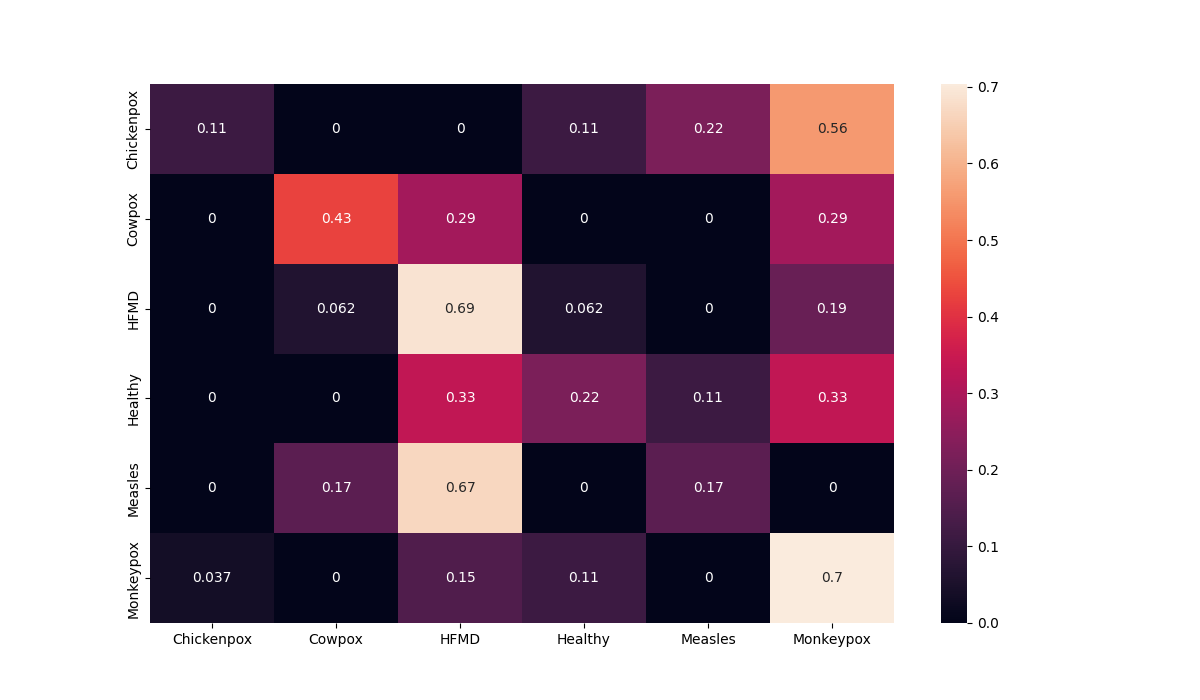 Chickenpox 0.11 0 0 0.11 0.22 0.56
Cowpox 0 0.43 0.29 0 0 0.29
HFMD 0 0.062 0.69 0.062 0 0.19
Healthy 0 0 0.33 0.22 0.11 0.33
Measles 0 0.17 0.67 0 0.17 0
Monkeypox 0.037 0 0.15 0.11 0 0.7
Chickenpox Cowpox HFMD Healthy Measles Monkeypox
0.7
0.6
0.5
0.4
0.3
0.2
0.1
0.0